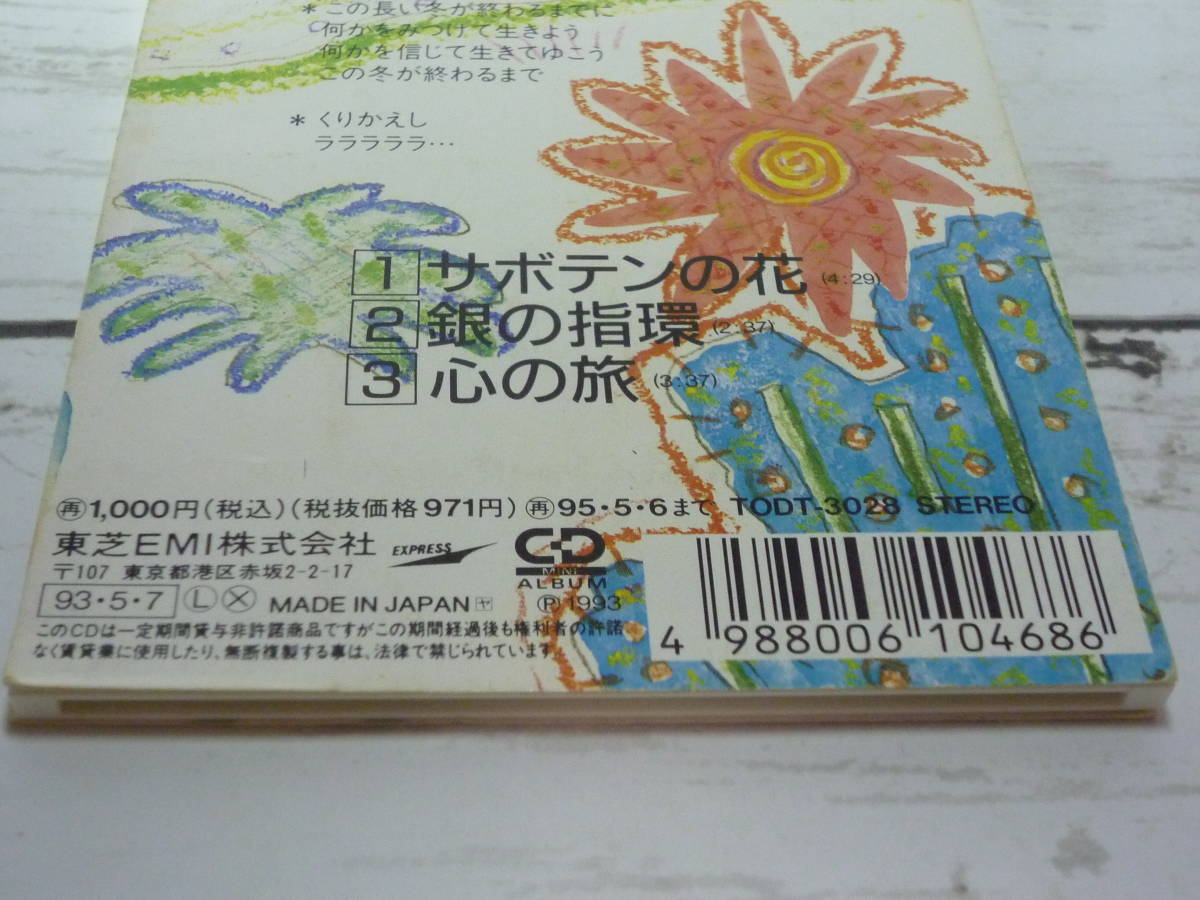 ＊この長い冬が終わるまでに
何かをみつけて生きよう
何かを信じて生きてゆこう
この冬が終わるまで
＊くりかえし
ラララララ…
1 サボテンの花 (4:29)
2 銀の指環 (2:37)
3 心の旅 (3:37)
再1,000円(税込)(税抜価格971円)再95・5・6まで TODT-3028 STEREO
東芝EMI株式会社 EXPRESS CD MINI ALBUM
〒107 東京都港区赤坂2-2-17
93・5・7 Ⓛ Ⓧ MADE IN JAPAN ヤ Ⓟ1993
このCDは一定期間貸与非許諾商品ですがこの期間経過後も権利者の許諾
なく賃貸業に使用したり、無断複製する事は、法律で禁じられています。
4 988006 104686